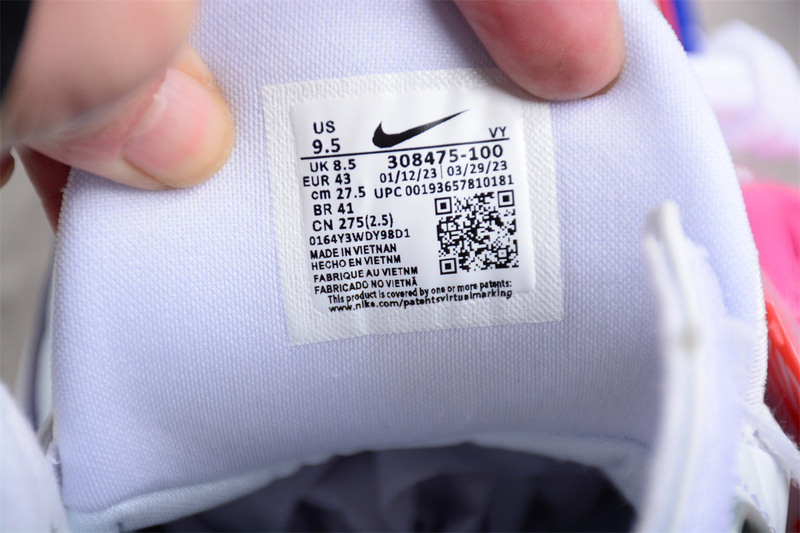 US
9.5
VY
UK 8.5
308475-100
EUR 43
01/12/23 03/29/23
cm 27.5
UPC 00193657810181
BR 41
CN 275(2.5)
0164Y3WDY98D1
MADE IN VIETNAN
HECHO EN VIETNM
FABRIQUE AU VIETNM
FABRICADO NO VIETNÃ
This product is covered by one or more patents:
www.nike.com/patentsvirtualmarking